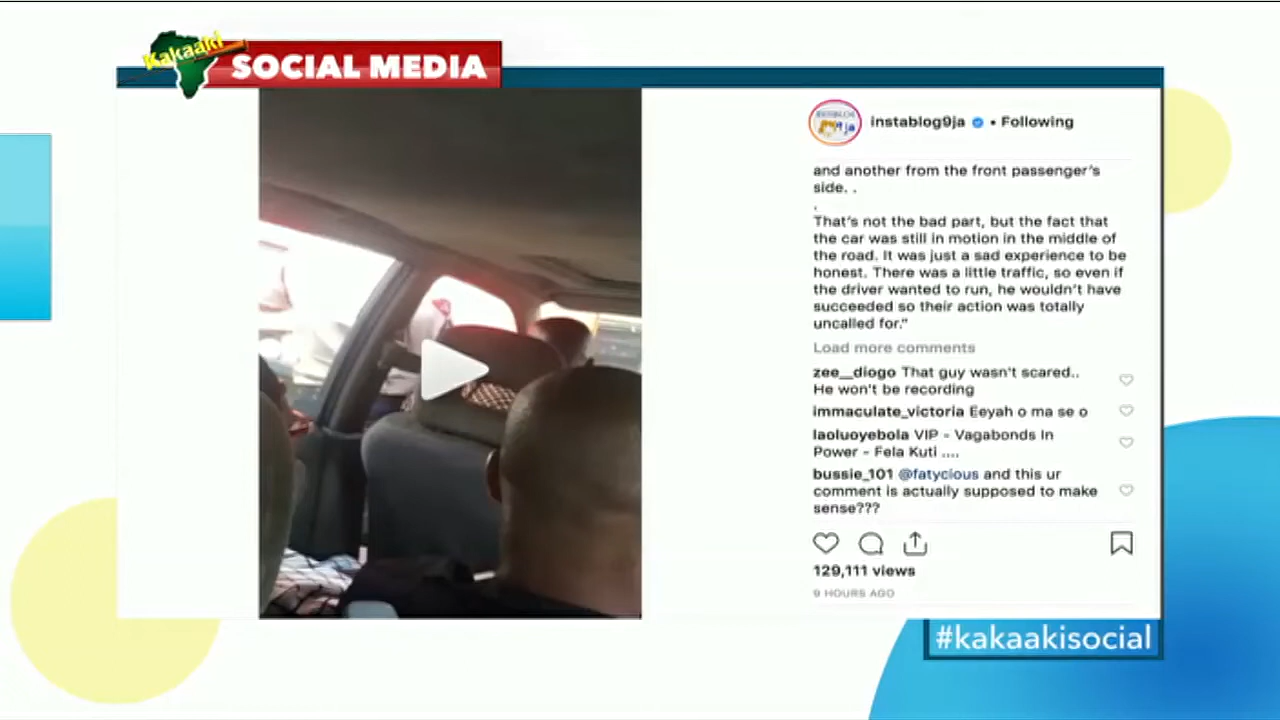 Kakaaki
SOCIAL MEDIA
instablog9ja • Following
and another from the front passenger's
side. .
.
That's not the bad part, but the fact that
the car was still in motion in the middle of
the road. It was just a sad experience to be
honest. There was a little traffic, so even if
the driver wanted to run, he wouldn't have
succeeded so their action was totally
uncalled for."
Load more comments
zee__diogo That guy wasn't scared..
He won't be recording
immaculate_victoria Eeyah o ma se o
laoluoyebola VIP - Vagabonds In
Power - Fela Kuti ....
bussie_101 @fatycious and this ur
comment is actually supposed to make
sense???
129,111 views
9 HOURS AGO
#kakaakisocial